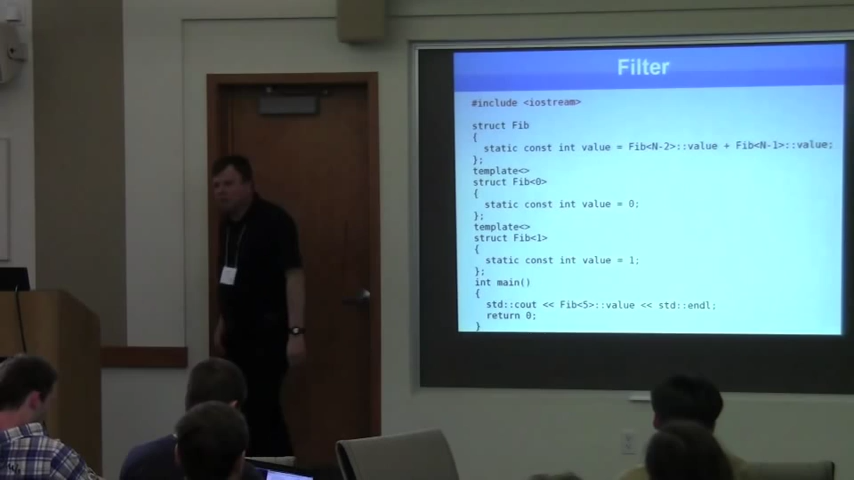 Filter
#include <iostream>
struct Fib
{
static const int value = Fib<N-2>::value + Fib<N-1>::value;
};
template<>
struct Fib<0>
{
static const int value = 0;
};
template<>
struct Fib<1>
{
static const int value = 1;
};
int main()
{
std::cout << Fib<5>::value << std::endl;
return 0;
}